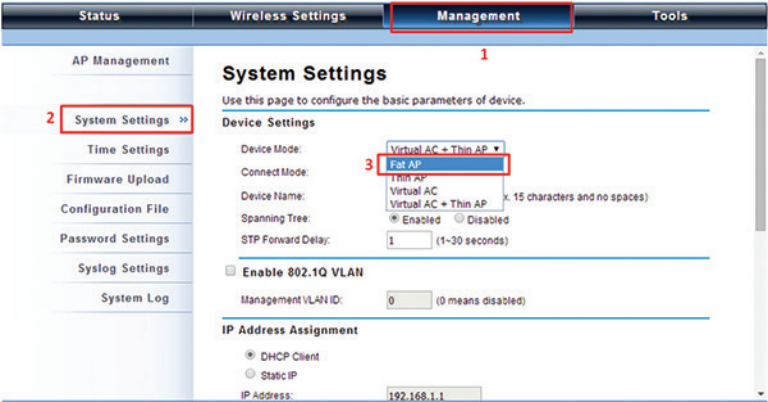 Status Wireless Settings Management Tools
1
AP Management
System Settings
Use this page to configure the basic parameters of device.
2 System Settings »
Device Settings
Time Settings
Device Mode: Virtual AC + Thin AP
3 Fat AP
Firmware Upload
Connect Mode:
Thin AP
Virtual AC
Configuration File
Device Name: x. 15 characters and no spaces)
Virtual AC + Thin AP
Spanning Tree: Enabled Disabled
Password Settings
STP Forward Delay: 1 (1~30 seconds)
Syslog Settings
Enable 802.1Q VLAN
System Log
Management VLAN ID: 0 (0 means disabled)
IP Address Assignment
DHCP Client
Static IP
IP Address: 192.168.1.1